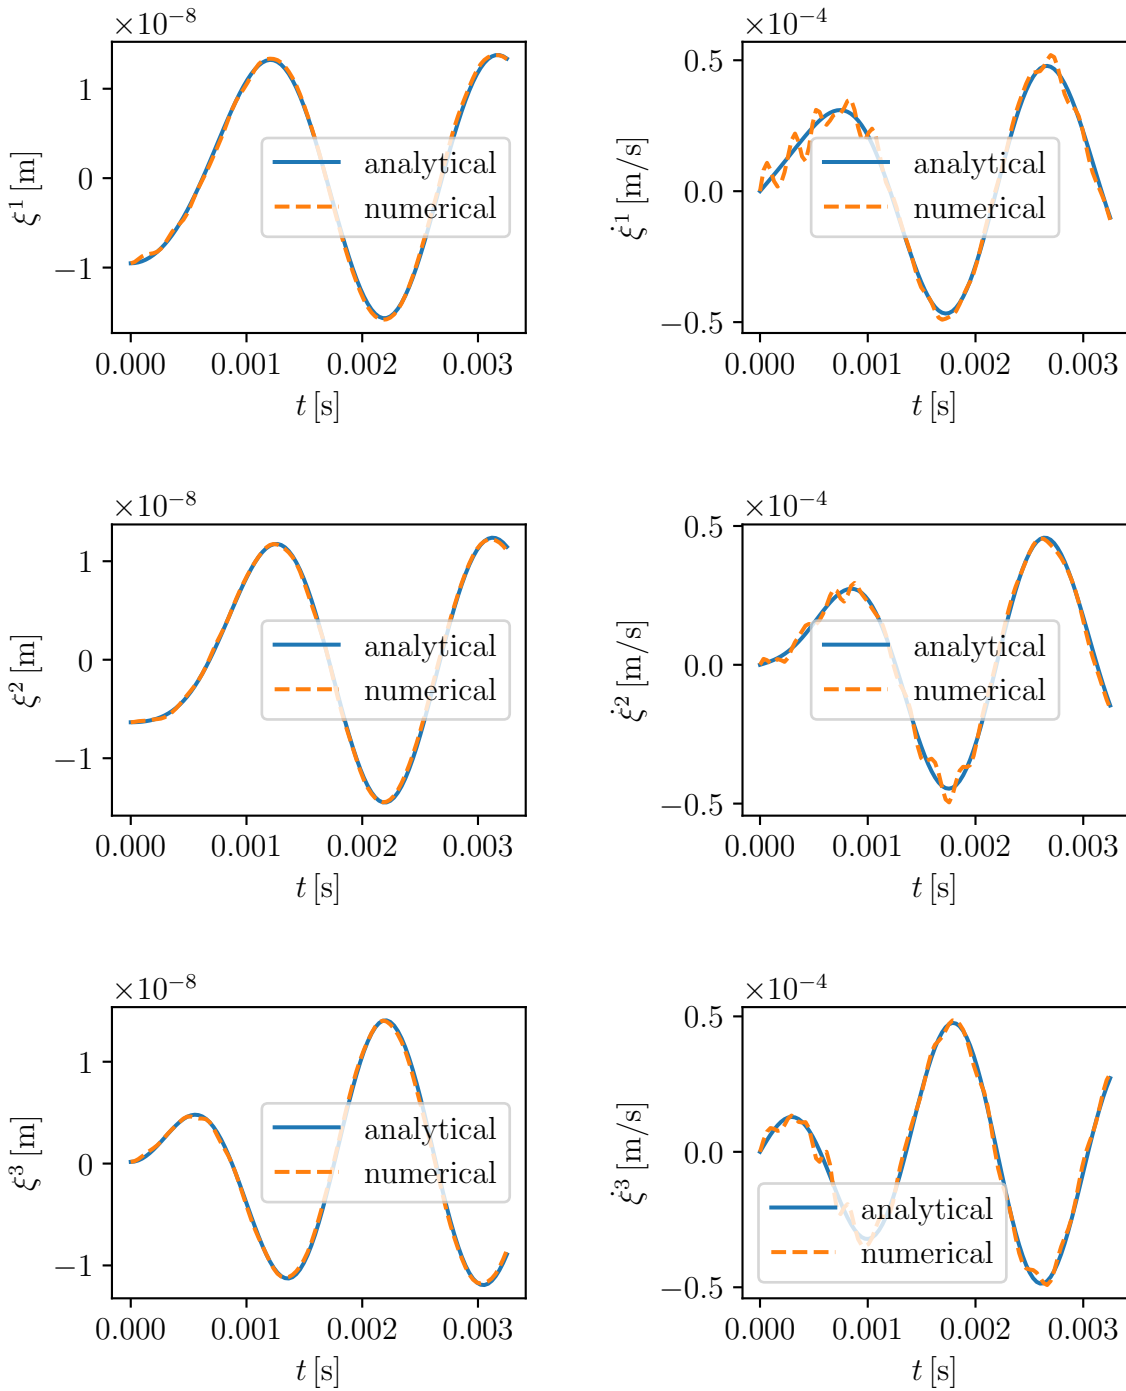 ×10⁻⁸
1
0
−1
ξ¹ [m]
analytical
numerical
0.000 0.001 0.002 0.003
t [s]
×10⁻⁴
0.5
0.0
−0.5
ξ̇¹ [m/s]
analytical
numerical
0.000 0.001 0.002 0.003
t [s]
×10⁻⁸
1
0
−1
ξ² [m]
analytical
numerical
0.000 0.001 0.002 0.003
t [s]
×10⁻⁴
0.5
0.0
−0.5
ξ̇² [m/s]
analytical
numerical
0.000 0.001 0.002 0.003
t [s]
×10⁻⁸
1
0
−1
ξ³ [m]
analytical
numerical
0.000 0.001 0.002 0.003
t [s]
×10⁻⁴
0.5
0.0
−0.5
ξ̇³ [m/s]
analytical
numerical
0.000 0.001 0.002 0.003
t [s]